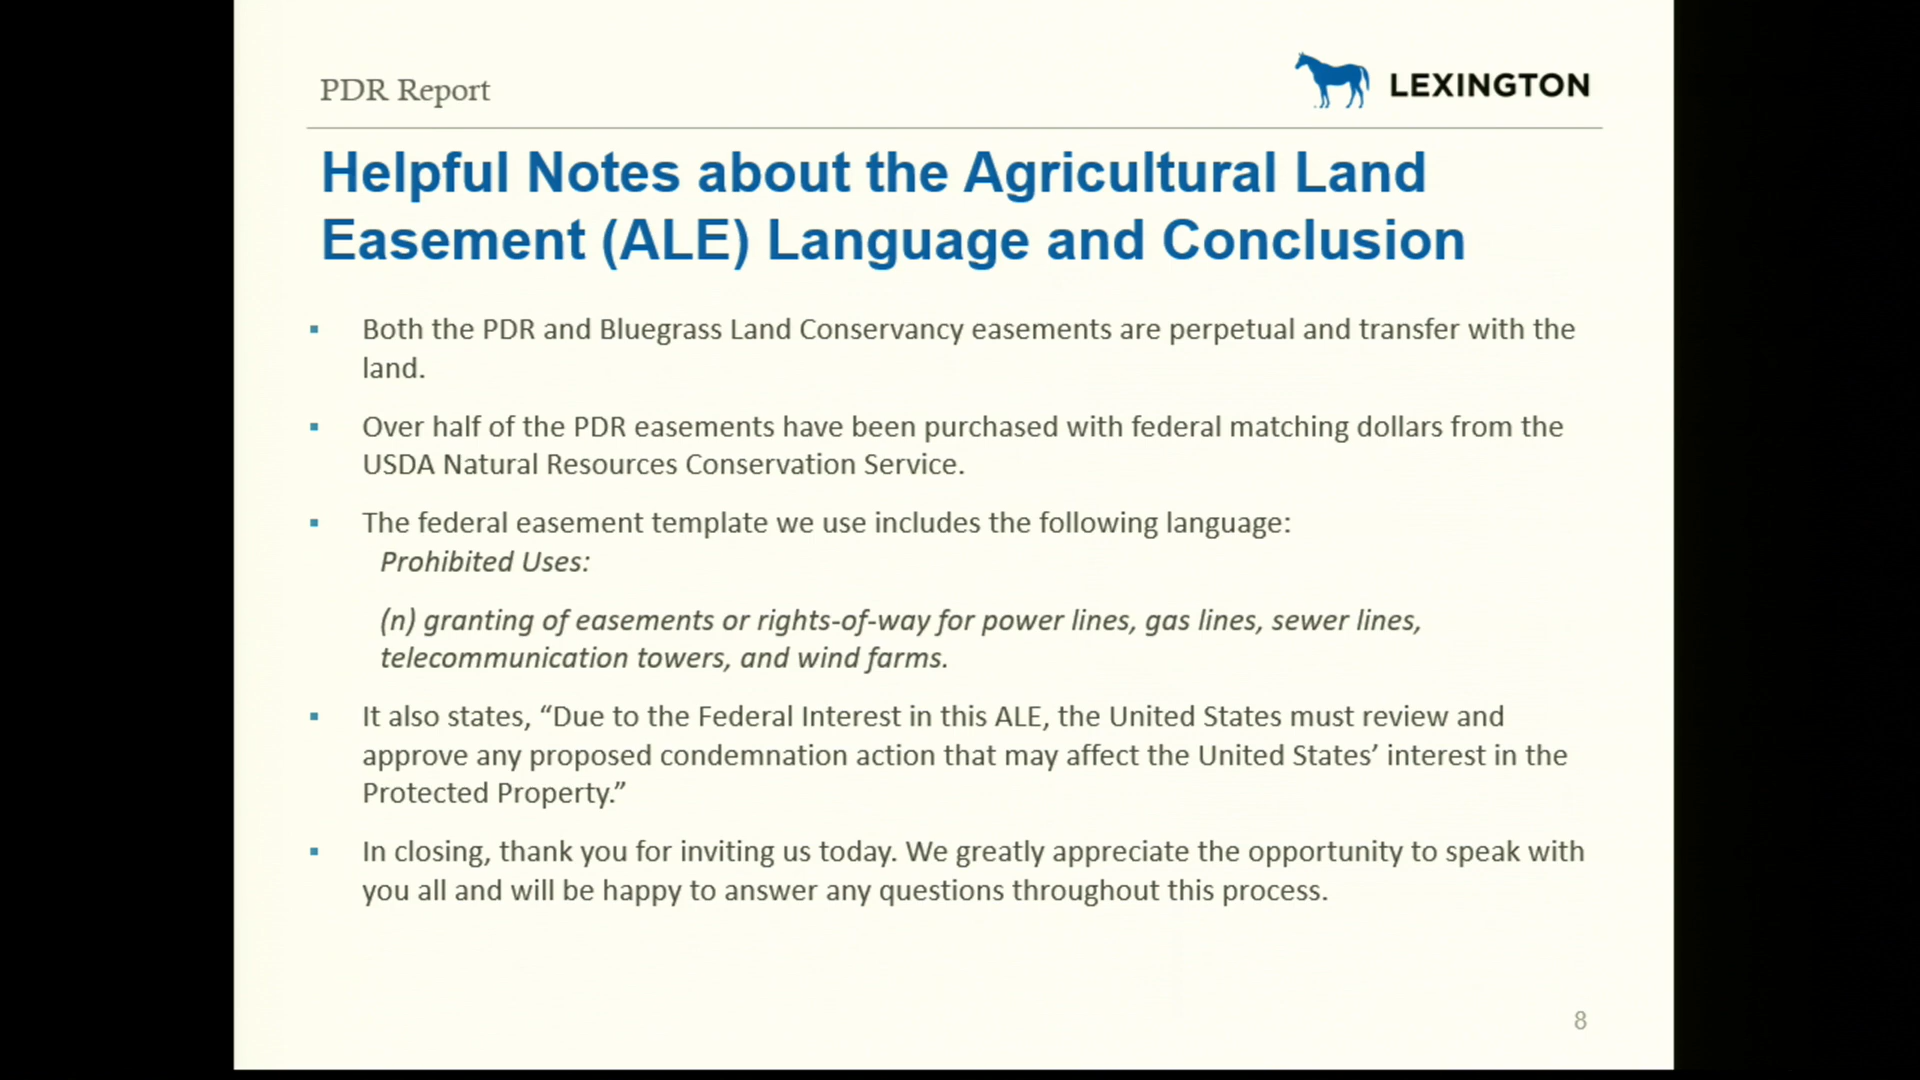 PDR Report
LEXINGTON
Helpful Notes about the Agricultural Land
Easement (ALE) Language and Conclusion
▪ Both the PDR and Bluegrass Land Conservancy easements are perpetual and transfer with the
land.
▪ Over half of the PDR easements have been purchased with federal matching dollars from the
USDA Natural Resources Conservation Service.
▪ The federal easement template we use includes the following language:
Prohibited Uses:
(n) granting of easements or rights-of-way for power lines, gas lines, sewer lines,
telecommunication towers, and wind farms.
▪ It also states, “Due to the Federal Interest in this ALE, the United States must review and
approve any proposed condemnation action that may affect the United States’ interest in the
Protected Property.”
▪ In closing, thank you for inviting us today. We greatly appreciate the opportunity to speak with
you all and will be happy to answer any questions throughout this process.
8